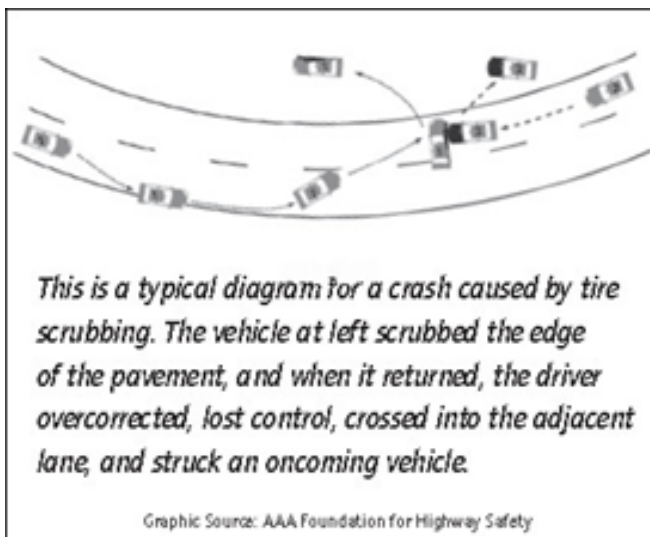 This is a typical diagram for a crash caused by tire
scrubbing. The vehicle at left scrubbed the edge
of the pavement, and when it returned, the driver
overcorrected, lost control, crossed into the adjacent
lane, and struck an oncoming vehicle.
Graphic Source: AAA Foundation for Highway Safety